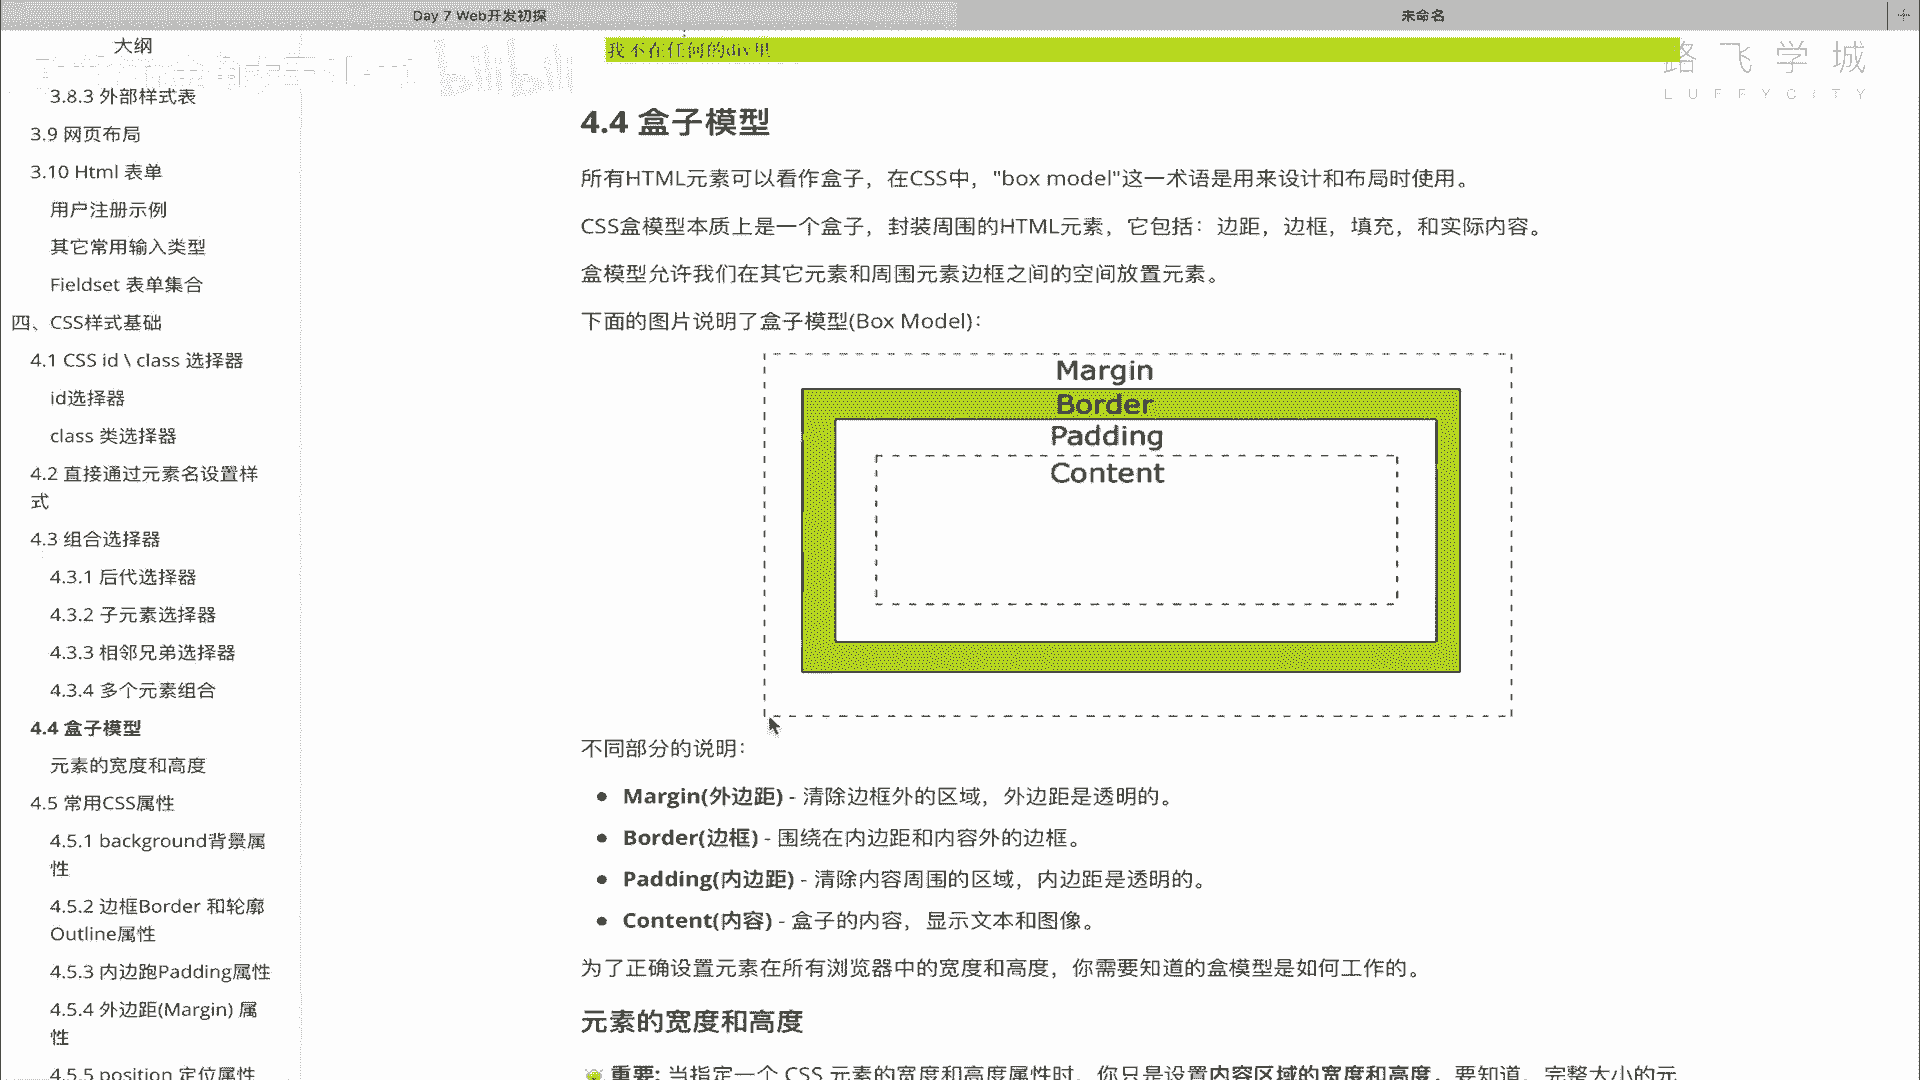 Day 7 Web开发初探
未命名
大纲
3.8.3 外部样式表
3.9 网页布局
3.10 Html 表单
用户注册示例
其它常用输入类型
Fieldset 表单集合
四、CSS样式基础
4.1 CSS id \ class 选择器
id选择器
class 类选择器
4.2 直接通过元素名设置样
式
4.3 组合选择器
4.3.1 后代选择器
4.3.2 子元素选择器
4.3.3 相邻兄弟选择器
4.3.4 多个元素组合
4.4 盒子模型
元素的宽度和高度
4.5 常用CSS属性
4.5.1 background背景属
性
4.5.2 边框Border 和轮廓
Outline属性
4.5.3 内边跑Padding属性
4.5.4 外边距(Margin) 属
性
4.5.5 position 定位属性
我不在任何的div里
路飞学城
LUFFYCITY
bilibili
4.4 盒子模型
所有HTML元素可以看作盒子，在CSS中，"box model"这一术语是用来设计和布局时使用。
CSS盒模型本质上是一个盒子，封装周围的HTML元素，它包括：边距，边框，填充，和实际内容。
盒模型允许我们在其它元素和周围元素边框之间的空间放置元素。
下面的图片说明了盒子模型(Box Model)：
Margin
Border
Padding
Content
不同部分的说明：
• Margin(外边距) - 清除边框外的区域，外边距是透明的。
• Border(边框) - 围绕在内边距和内容外的边框。
• Padding(内边距) - 清除内容周围的区域，内边距是透明的。
• Content(内容) - 盒子的内容，显示文本和图像。
为了正确设置元素在所有浏览器中的宽度和高度，你需要知道的盒模型是如何工作的。
元素的宽度和高度
重要: 当指定一个 CSS 元素的宽度和高度属性时，你只是设置内容区域的宽度和高度。要知道，完整大小的元